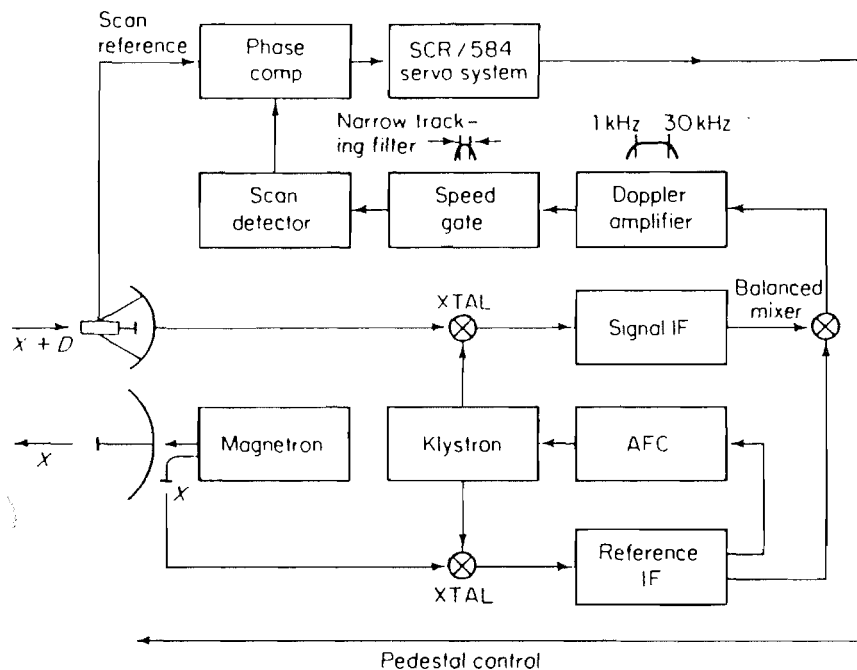 Scan
reference
Phase
comp
SCR/584
servo system
Narrow track-
ing filter
1 kHz
30 kHz
Scan
detector
Speed
gate
Doppler
amplifier
X + D
XTAL
Signal IF
Balanced
mixer
X
Magnetron
X
Klystron
AFC
XTAL
Reference
IF
Pedestal control